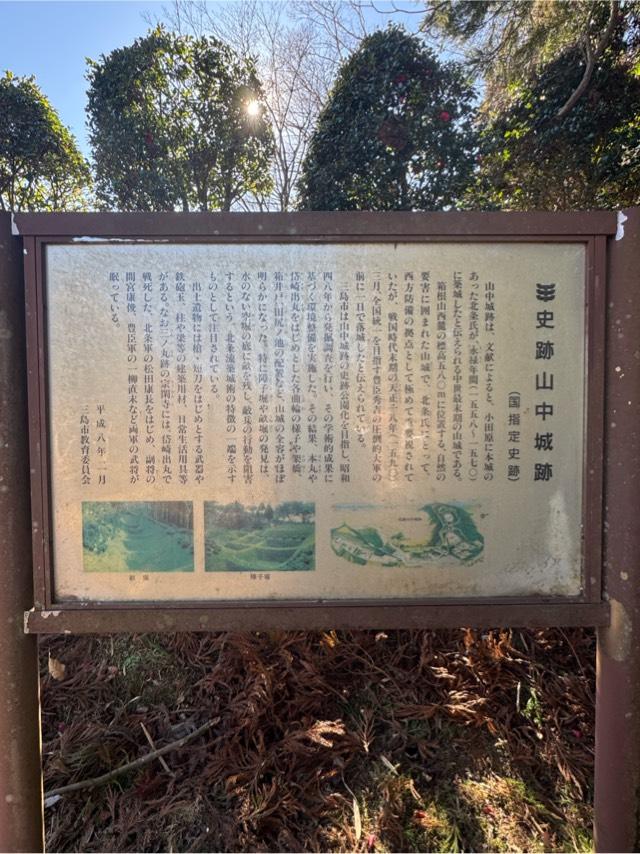 史跡山中城跡
(国指定史跡)
山中城跡は、文献によると、小田原に本城の
あった北条氏が、永禄年間(一五五八~一五七〇)
に築城したと伝えられる中世最末期の山城である。
箱根山西麓の標高五八〇mに位置する、自然の
要害に囲まれた山城で、北条氏にとって、
西方防備の拠点として極めて重要視されて
いたが、戦国時代末期の天正十八年(一五九〇)
三月、全国統一を目指す豊臣秀吉の圧倒的大軍の
前に一日で落城したと伝えられている。
三島市は山中城跡の史跡公園化を目指し、昭和
四八年から発掘調査を行い、その学術的成果に
基づく環境整備を実施した。その結果、本丸や
岱崎出丸をはじめとした各曲輪の様子や架橋、
箱井戸・田尻の池の配置など、山城の全容がほぼ
明らかになった。特に障子堀や畝堀の発見は、
水のない空堀の底に畝を残し、敵兵の行動を阻害
するという、北条流築城術の特徴の一端を示す
ものとして注目されている。
出土遺物には槍・短刀をはじめとする武器や
鉄砲玉、柱や梁等の建築用材、日常生活用具等
がある。なお三ノ丸跡の宗閑寺には、岱崎出丸で
戦死した、北条軍の松田康長をはじめ、副将の
間宮康俊、豊臣軍の一柳直末など両軍の武将が
眠っている。
平成八年二月
三島市教育委員会
畝堀
障子堀